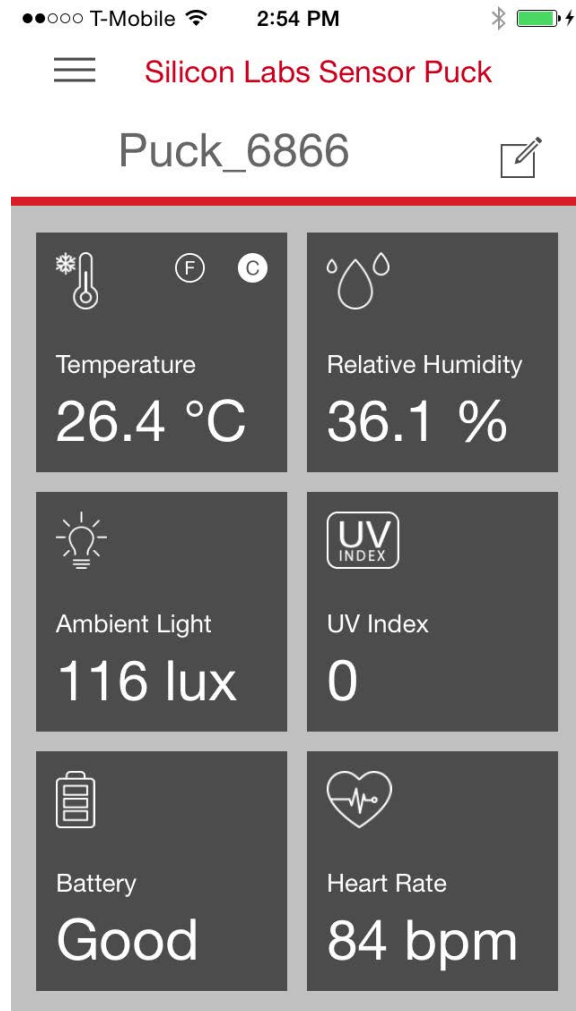 ●●○○○ T-Mobile 2:54 PM
Silicon Labs Sensor Puck
Puck_6866
F C
Temperature
26.4 °C
Relative Humidity
36.1 %
Ambient Light
116 lux
UV INDEX
UV Index
0
Battery
Good
Heart Rate
84 bpm